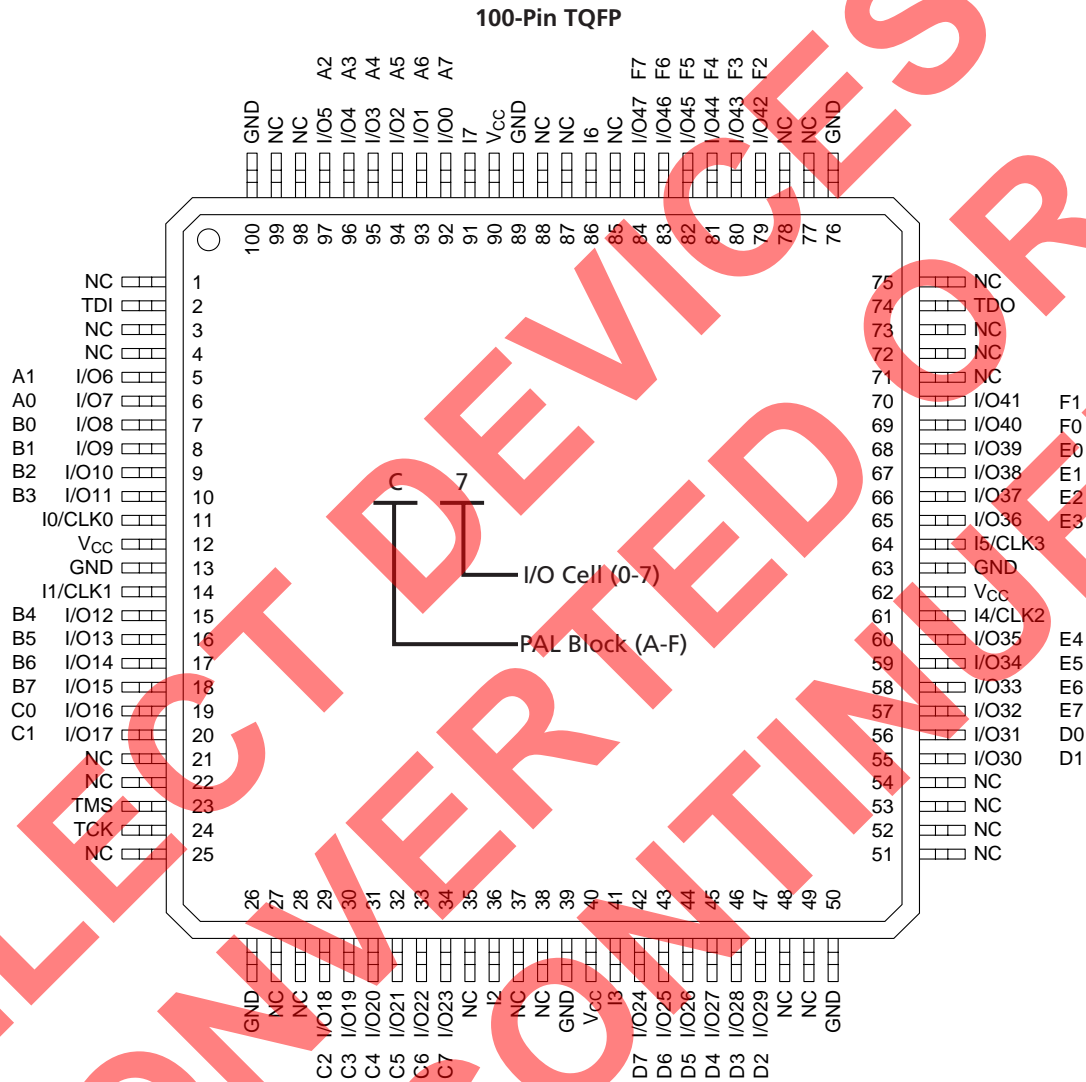 100-Pin TQFP
A2 A3 A4 A5 A6 A7 F7 F6 F5 F4 F3 F2
GND NC NC I/O5 I/O4 I/O3 I/O2 I/O1 I/O0 I7 VCC GND NC NC I6 NC I/O47 I/O46 I/O45 I/O44 I/O43 I/O42 NC NC GND
100 99 98 97 96 95 94 93 92 91 90 89 88 87 86 85 84 83 82 81 80 79 78 77 76
NC 1 75 NC
TDI 2 74 TDO
NC 3 73 NC
NC 4 72 NC
A1 I/O6 5 71 NC
A0 I/O7 6 70 I/O41 F1
B0 I/O8 7 69 I/O40 F0
B1 I/O9 8 68 I/O39 E0
B2 I/O10 9 67 I/O38 E1
B3 I/O11 10 66 I/O37 E2
I0/CLK0 11 65 I/O36 E3
VCC 12 64 I5/CLK3
GND 13 63 GND
I1/CLK1 14 62 VCC
B4 I/O12 15 61 I4/CLK2
B5 I/O13 16 60 I/O35 E4
B6 I/O14 17 59 I/O34 E5
B7 I/O15 18 58 I/O33 E6
C0 I/O16 19 57 I/O32 E7
C1 I/O17 20 56 I/O31 D0
NC 21 55 I/O30 D1
NC 22 54 NC
TMS 23 53 NC
TCK 24 52 NC
NC 25 51 NC
C 7
I/O Cell (0-7)
PAL Block (A-F)
26 27 28 29 30 31 32 33 34 35 36 37 38 39 40 41 42 43 44 45 46 47 48 49 50
GND NC NC I/O18 I/O19 I/O20 I/O21 I/O22 I/O23 NC I2 NC NC GND VCC I3 I/O24 I/O25 I/O26 I/O27 I/O28 I/O29 NC NC GND
C2 C3 C4 C5 C6 C7 D7 D6 D5 D4 D3 D2
DEVICES
CONVERTED OR